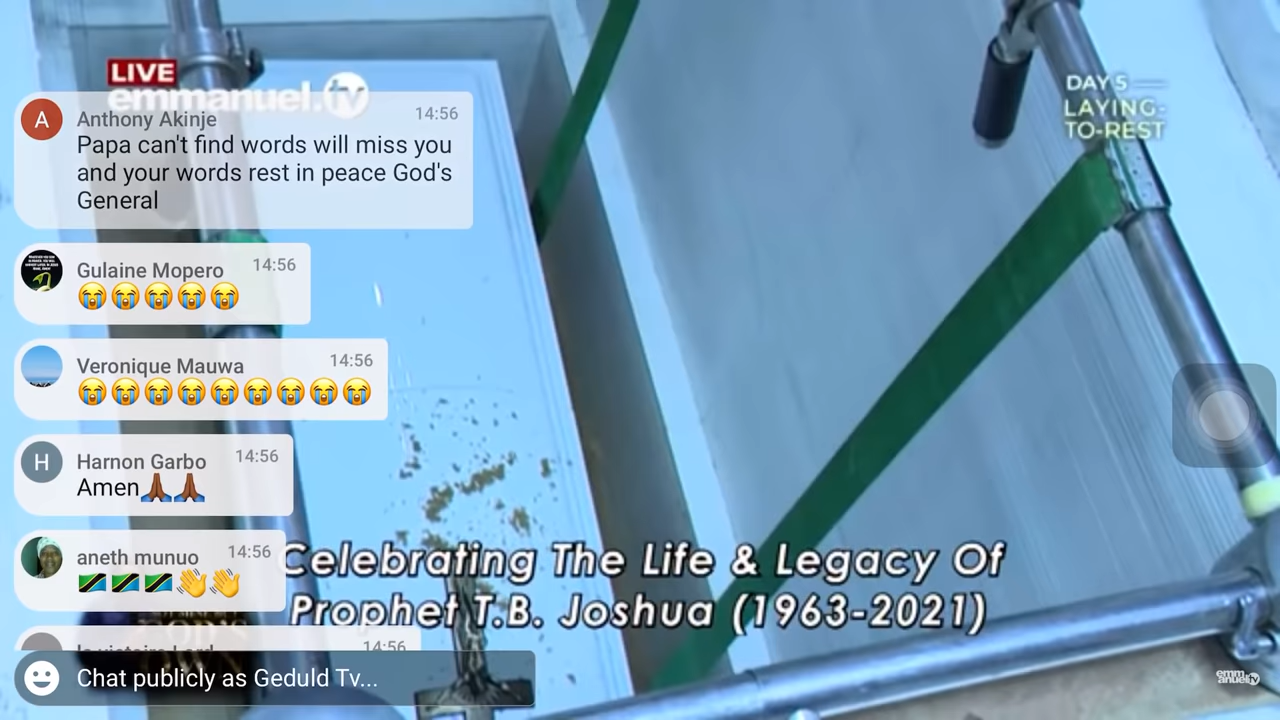 LIVE
emmanuel.tv
DAY 5
LAYING-
TO-REST
A
Anthony Akinje
14:56
Papa can't find words will miss you
and your words rest in peace God's
General
Gulaine Mopero
14:56
😭😭😭😭😭
Veronique Mauwa
14:56
😭😭😭😭😭😭😭😭😭
H
Harnon Garbo
14:56
Amen🙏🏾🙏🏾
aneth munuo
14:56
🇹🇿🇹🇿🇹🇿👋👋
14:56
Celebrating The Life & Legacy Of
Prophet T.B. Joshua (1963-2021)
Chat publicly as Geduld Tv...
emmanuel.tv